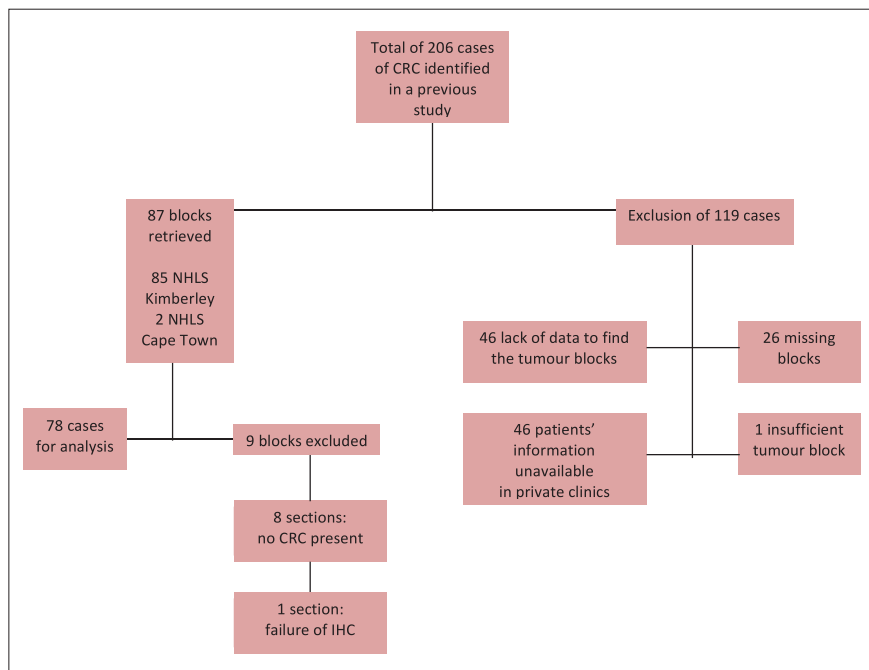 Total of 206 cases
of CRC identified
in a previous
study
87 blocks
retrieved
85 NHLS
Kimberley
2 NHLS
Cape Town
Exclusion of 119 cases
46 lack of data to find
the tumour blocks
26 missing
blocks
46 patients’
information
unavailable
in private clinics
1 insufficient
tumour block
78 cases
for analysis
9 blocks excluded
8 sections:
no CRC present
1 section:
failure of IHC